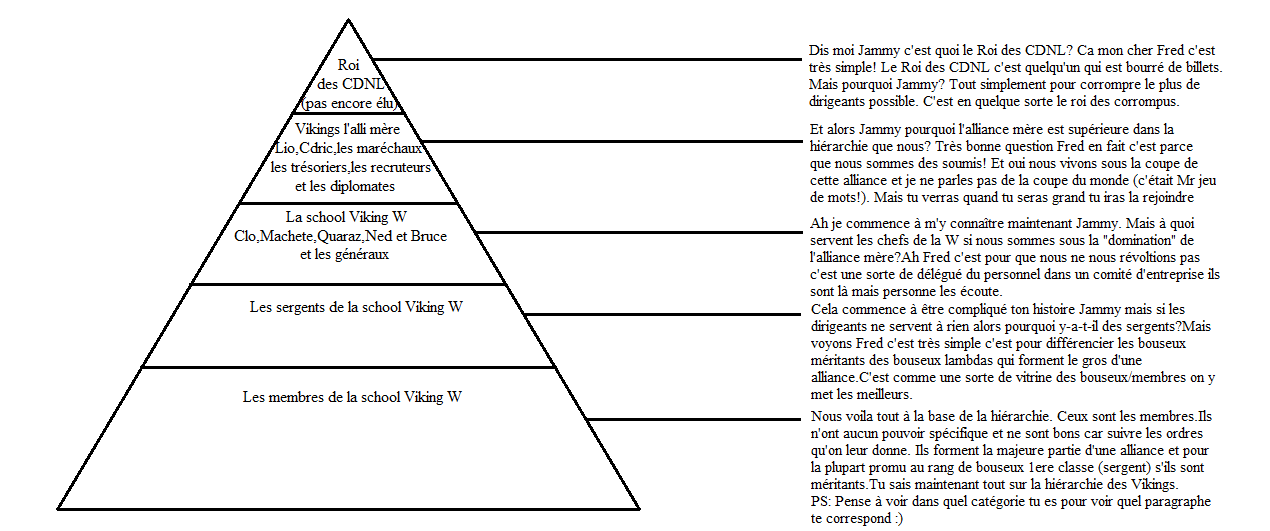 Roi
des CDNL
(pas encore élu)
Vikings l'alli mère
Lio,Cdric,les maréchaux
les trésoriers,les recruteurs
et les diplomates
La school Viking W
Clo,Machete,Quaraz,Ned et Bruce
et les généraux
Les sergents de la school Viking W
Les membres de la school Viking W
Dis moi Jammy c'est quoi le Roi des CDNL? Ca mon cher Fred c'est
très simple! Le Roi des CDNL c'est quelqu'un qui est bourré de billets.
Mais pourquoi Jammy? Tout simplement pour corrompre le plus de
dirigeants possible. C'est en quelque sorte le roi des corrompus.
Et alors Jammy pourquoi l'alliance mère est supérieure dans la
hiérarchie que nous? Très bonne question Fred en fait c'est parce
que nous sommes des soumis! Et oui nous vivons sous la coupe de
cette alliance et je ne parles pas de la coupe du monde (c'était Mr jeu
de mots!). Mais tu verras quand tu seras grand tu iras la rejoindre
Ah je commence à m'y connaître maintenant Jammy. Mais à quoi
servent les chefs de la W si nous sommes sous la "domination" de
l'alliance mère?Ah Fred c'est pour que nous ne nous révoltions pas
c'est une sorte de délégué du personnel dans un comité d'entreprise ils
sont là mais personne les écoute.
Cela commence à être compliqué ton histoire Jammy mais si les
dirigeants ne servent à rien alors pourquoi y-a-t-il des sergents?Mais
voyons Fred c'est très simple c'est pour différencier les bouseux
méritants des bouseux lambdas qui forment le gros d'une
alliance.C'est comme une sorte de vitrine des bouseux/membres on y
met les meilleurs.
Nous voila tout à la base de la hiérarchie. Ceux sont les membres.Ils
n'ont aucun pouvoir spécifique et ne sont bons car suivre les ordres
qu'on leur donne. Ils forment la majeure partie d'une alliance et pour
la plupart promu au rang de bouseux 1ere classe (sergent) s'ils sont
méritants.Tu sais maintenant tout sur la hiérarchie des Vikings.
PS: Pense à voir dans quel catégorie tu es pour voir quel paragraphe
te correspond :)